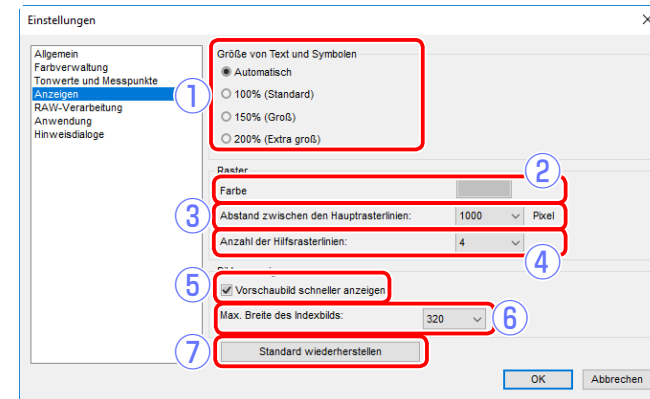 Einstellungen
Allgemein
Farbverwaltung
Tonwerte und Messpunkte
Anzeigen
RAW-Verarbeitung
Anwendung
Hinweisdialoge
1
Größe von Text und Symbolen
Automatisch
100% (Standard)
150% (Groß)
200% (Extra groß)
Raster
2
Farbe
3
Abstand zwischen den Hauptrasterlinien: 1000 Pixel
Anzahl der Hilfsrasterlinien: 4
4
5
Vorschaubild schneller anzeigen
Max. Breite des Indexbilds: 320
6
7
Standard wiederherstellen
OK Abbrechen